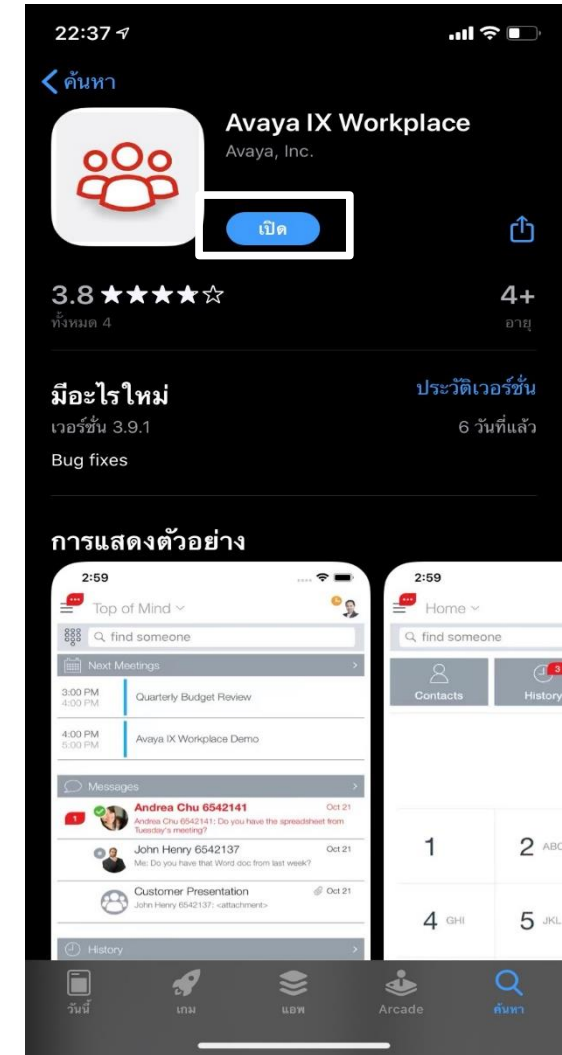 22:37
ค้นหา
Avaya IX Workplace
Avaya, Inc.
เปิด
3.8 ★★★★☆
4+
ทั้งหมด 4
อายุ
มีอะไรใหม่
ประวัติเวอร์ชั่น
เวอร์ชั่น 3.9.1
6 วันที่แล้ว
Bug fixes
การแสดงตัวอย่าง
2:59
Top of Mind
find someone
Next Meetings
3:00 PM
4:00 PM
Quarterly Budget Review
4:00 PM
5:00 PM
Avaya IX Workplace Demo
Messages
1
Andrea Chu 6542141
Oct 21
Andrea Chu 6542141: Do you have the spreadsheet from
Tuesday's meeting?
John Henry 6542137
Oct 21
Me: Do you have that Word doc from last week?
Customer Presentation
Oct 21
John Henry 6542137: <attachment>
History
2:59
Home
find someone
Contacts
History
3
1
2 ABC
4 GHI
5 JKL
วันนี้
เกม
แอพ
Arcade
ค้นหา